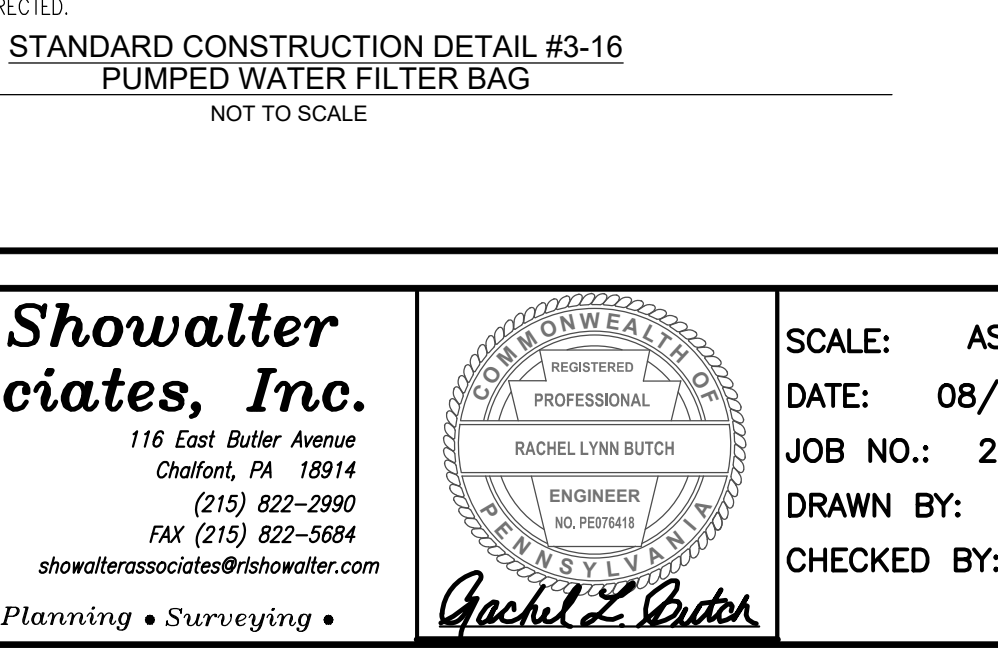 STANDARD CONSTRUCTION DETAIL #3-16
PUMPED WATER FILTER BAG
NOT TO SCALE
Showalter
ciates, Inc.
116 East Butler Avenue
Chalfont, PA 18914
(215) 822-2990
FAX (215) 822-5684
showalterassociates@rlshowalter.com
Planning • Surveying •
COMMONWEALTH OF
REGISTERED
PROFESSIONAL
RACHEL LYNN BUTCH
ENGINEER
NO. PE076418
PENNSYLVANIA
Rachel L. Butch
SCALE: AS
DATE: 08/
JOB NO.: 2
DRAWN BY:
CHECKED BY: